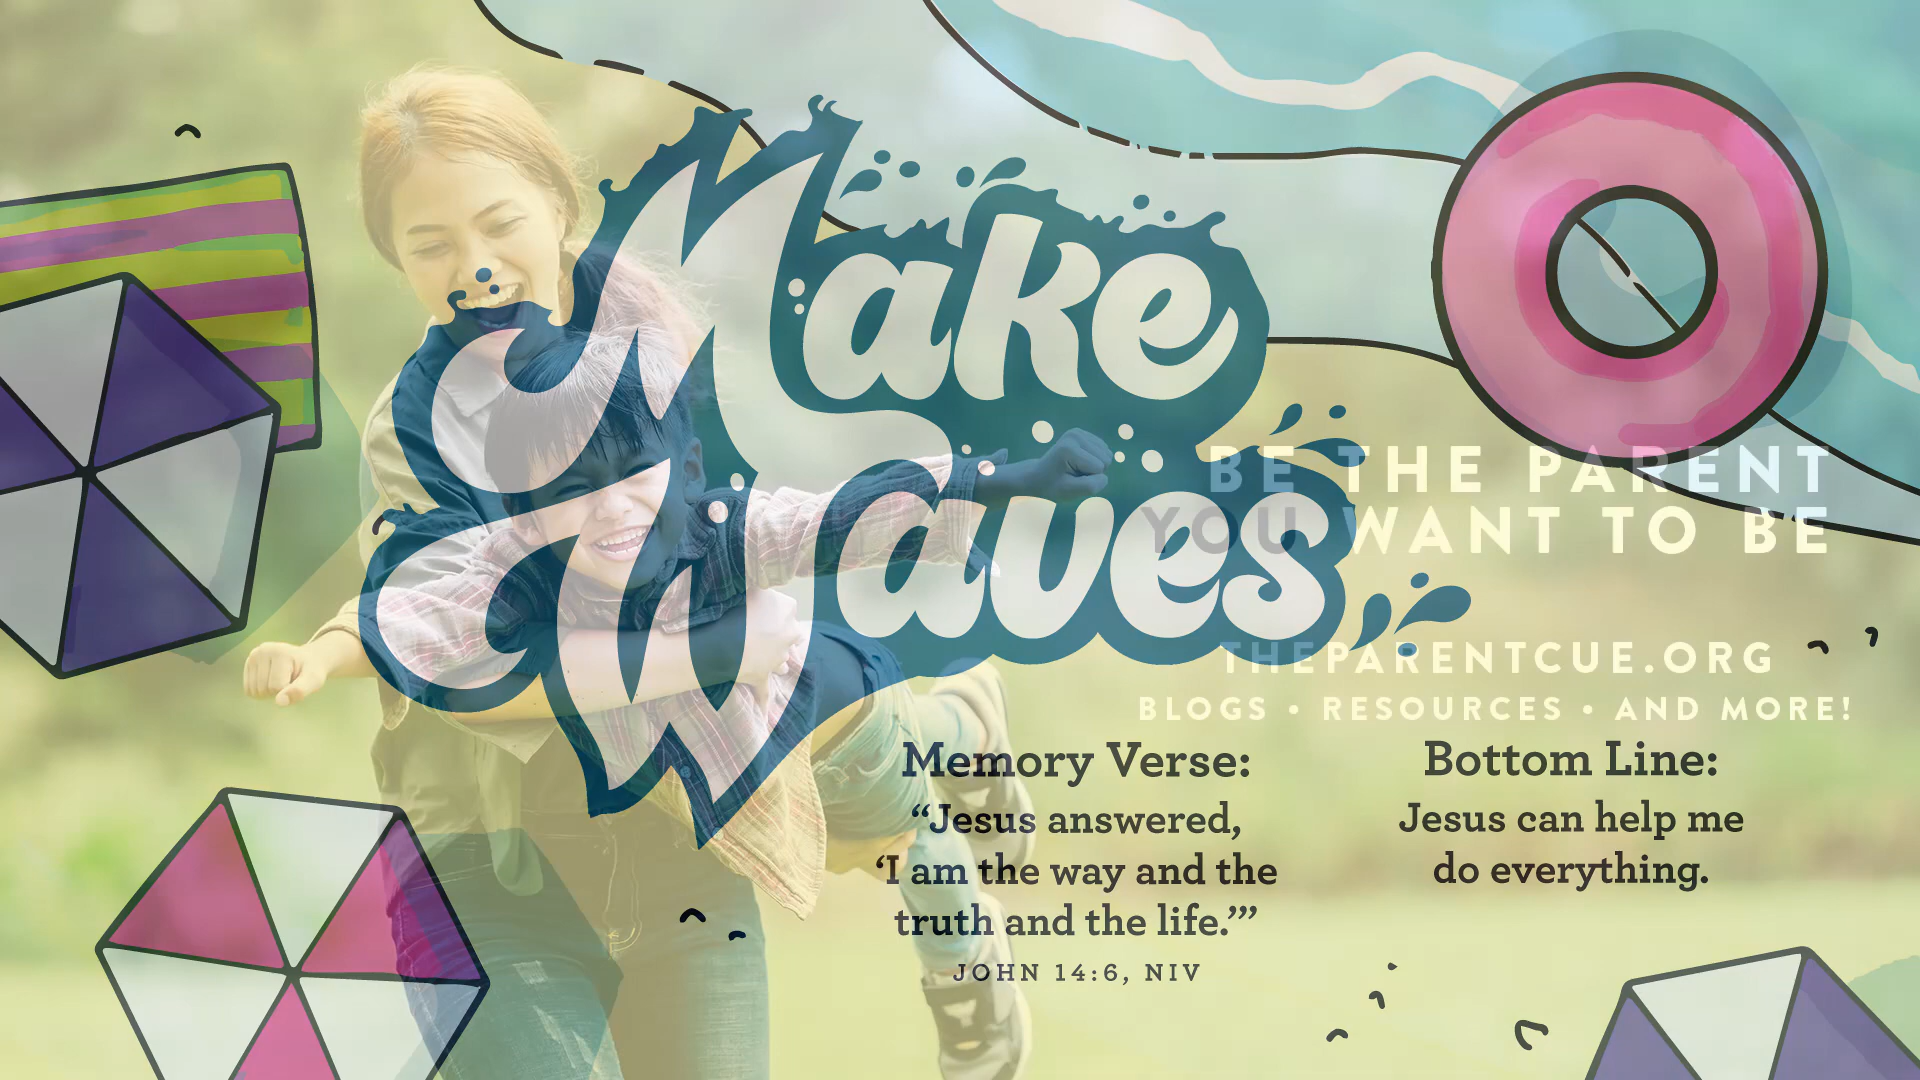 Make
Waves
BE THE PARENT
YOU WANT TO BE
THEPARENTCUE.ORG
BLOGS • RESOURCES • AND MORE!
Memory Verse:
“Jesus answered,
‘I am the way and the
truth and the life.’”
JOHN 14:6, NIV
Bottom Line:
Jesus can help me
do everything.